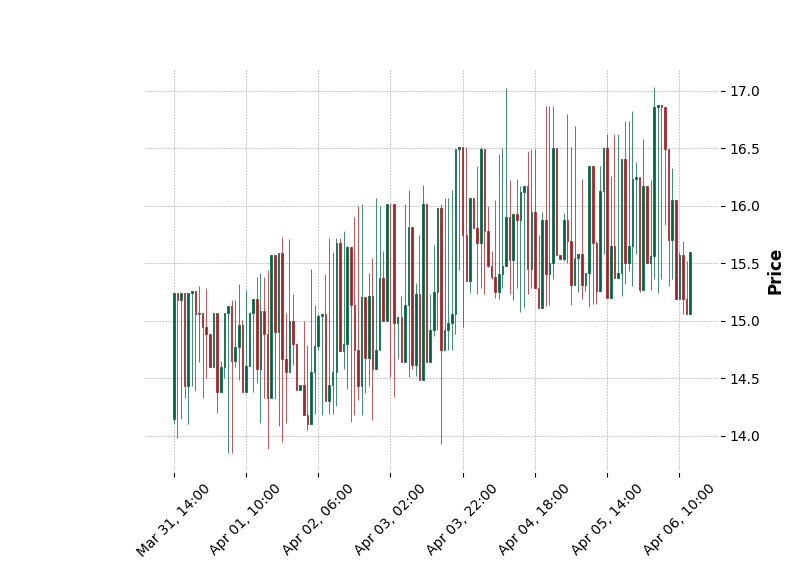 17.0
16.5
16.0
15.5
15.0
14.5
14.0
Price
Mar 31, 14:00
Apr 01, 10:00
Apr 02, 06:00
Apr 03, 02:00
Apr 03, 22:00
Apr 04, 18:00
Apr 05, 14:00
Apr 06, 10:00